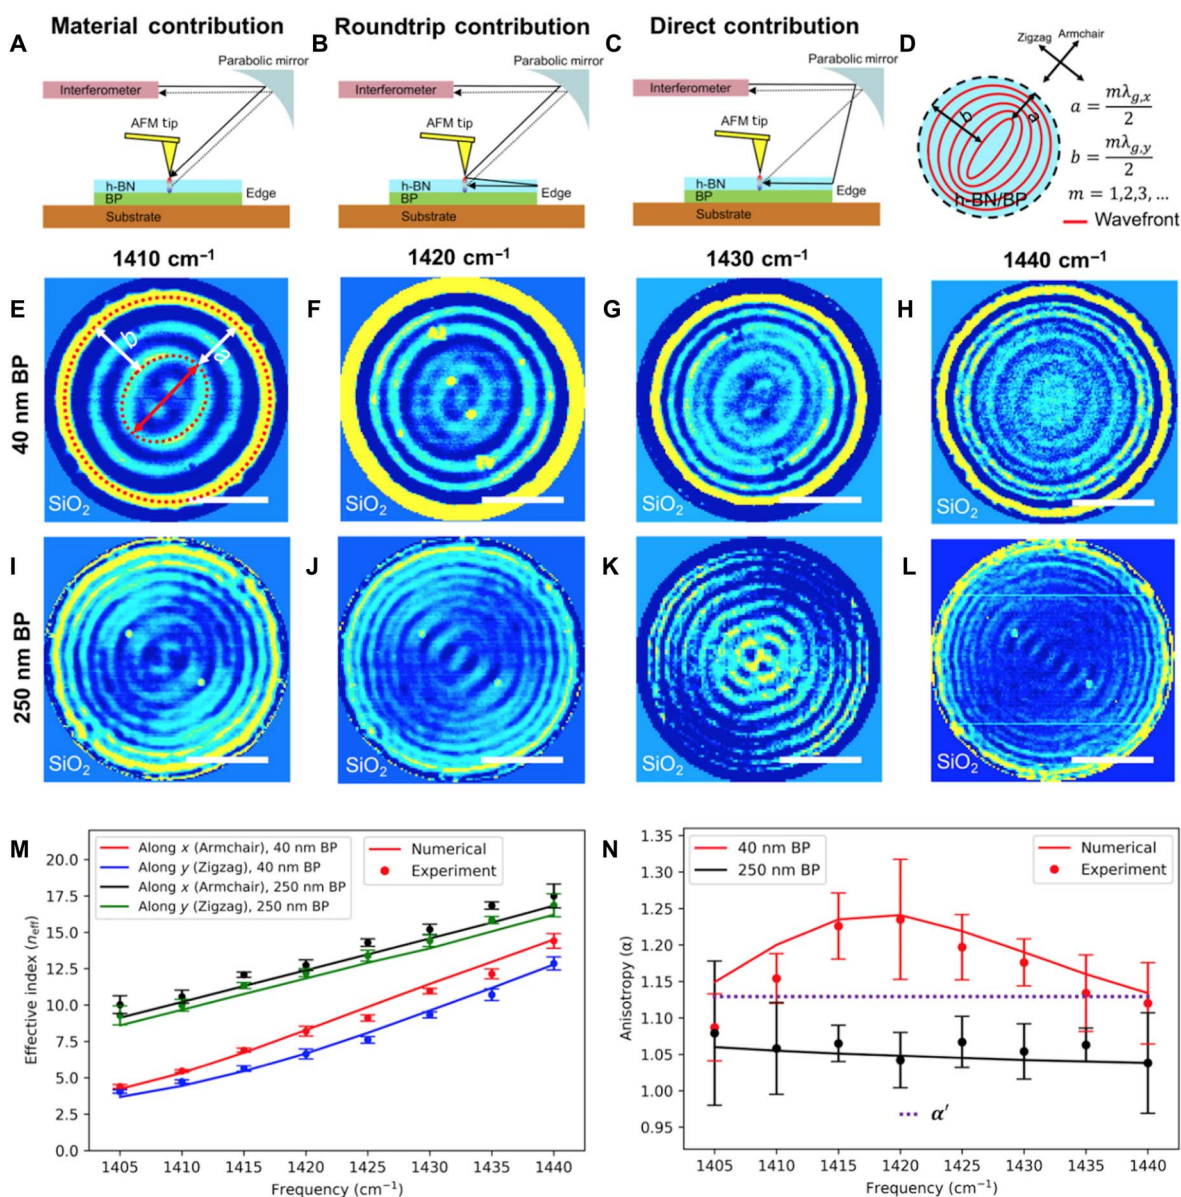 A Material contribution
Parabolic mirror
Interferometer
AFM tip
h-BN
BP
Edge
Substrate
B Roundtrip contribution
Parabolic mirror
Interferometer
AFM tip
h-BN
BP
Edge
Substrate
C Direct contribution
Parabolic mirror
Interferometer
AFM tip
h-BN
BP
Edge
Substrate
D
Zigzag
Armchair
b
a
h-BN/BP
a = mλg,x / 2
b = mλg,y / 2
m = 1,2,3, ...
Wavefront
1410 cm⁻¹
1420 cm⁻¹
1430 cm⁻¹
1440 cm⁻¹
40 nm BP
E
b
a
SiO₂
F
G
H
SiO₂
250 nm BP
I
SiO₂
J
K
L
SiO₂
M
Along x (Armchair), 40 nm BP
Along y (Zigzag), 40 nm BP
Along x (Armchair), 250 nm BP
Along y (Zigzag), 250 nm BP
Numerical
Experiment
Effective index (neff)
20.0
17.5
15.0
12.5
10.0
7.5
5.0
2.5
0.0
1405 1410 1415 1420 1425 1430 1435 1440
Frequency (cm⁻¹)
N
40 nm BP
250 nm BP
Numerical
Experiment
α′
Anisotropy (α)
1.35
1.30
1.25
1.20
1.15
1.10
1.05
1.00
0.95
1405 1410 1415 1420 1425 1430 1435 1440
Frequency (cm⁻¹)